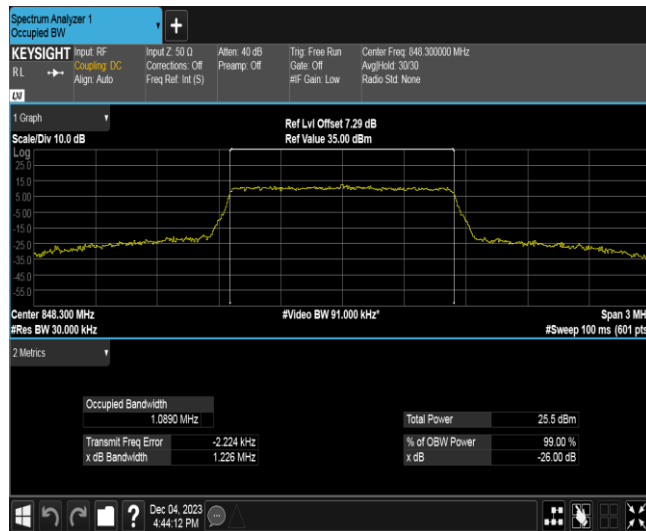 Spectrum Analyzer 1
Occupied BW
+
KEYSIGHT Input: RF Input Z: 50 Ω Atten: 40 dB Trig: Free Run Center Freq: 848.300000 MHz
RL Coupling: DC Corrections: Off Preamp: Off Gate: Off Avg|Hold: 30/30
Align: Auto Freq Ref: Int (S) #IF Gain: Low Radio Std: None
LXI
1 Graph
Ref Lvl Offset 7.29 dB
Scale/Div 10.0 dB Ref Value 35.00 dBm
Log
25.0
15.0
5.00
-5.00
-15.0
-25.0
-35.0
-45.0
-55.0
Center 848.300 MHz #Video BW 91.000 kHz* Span 3 MH
#Res BW 30.000 kHz #Sweep 100 ms (601 pts
2 Metrics
Occupied Bandwidth
1.0890 MHz Total Power 25.5 dBm
Transmit Freq Error -2.224 kHz % of OBW Power 99.00 %
x dB Bandwidth 1.226 MHz x dB -26.00 dB
? Dec 04, 2023
4:44:12 PM